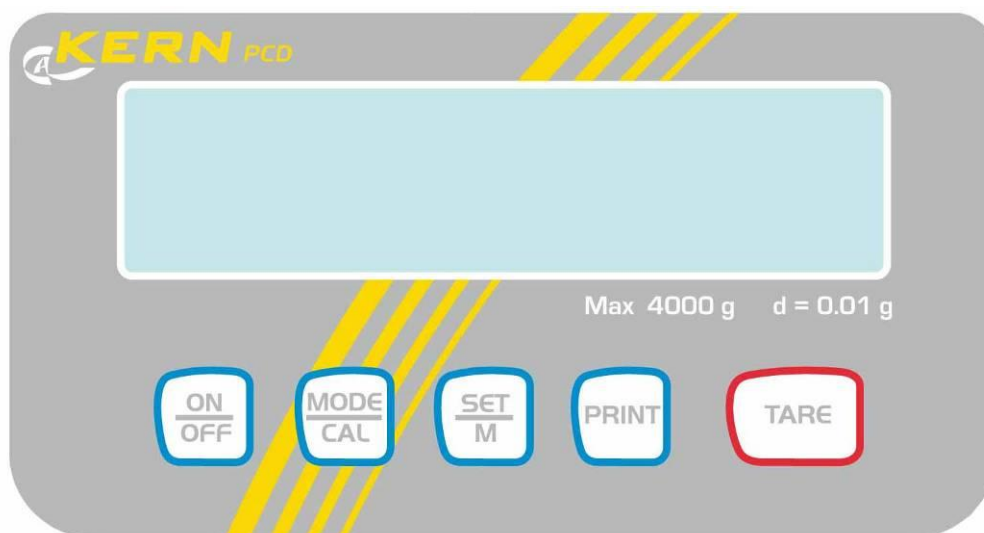 KERN PCD
Max 4000 g d = 0.01 g
ON
OFF
MODE
CAL
SET
M
PRINT
TARE